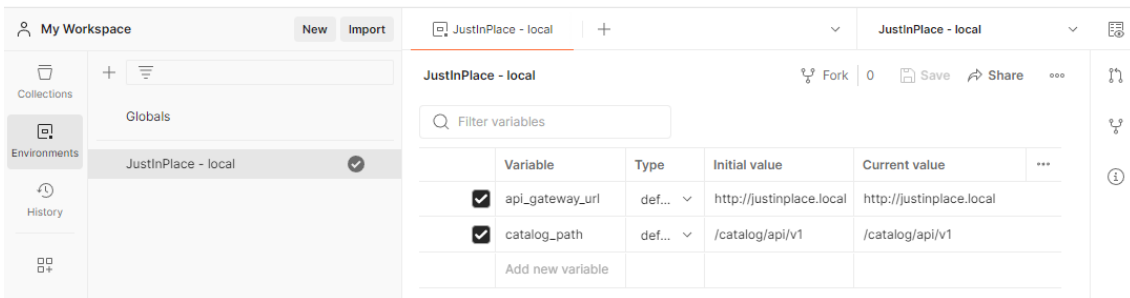 My Workspace New Import JustInPlace - local JustInPlace - local
JustInPlace - local Fork 0 Save Share
Collections
Globals
Filter variables
Environments
JustInPlace - local
Variable Type Initial value Current value
api_gateway_url def... http://justinplace.local http://justinplace.local
History
catalog_path def... /catalog/api/v1 /catalog/api/v1
Add new variable